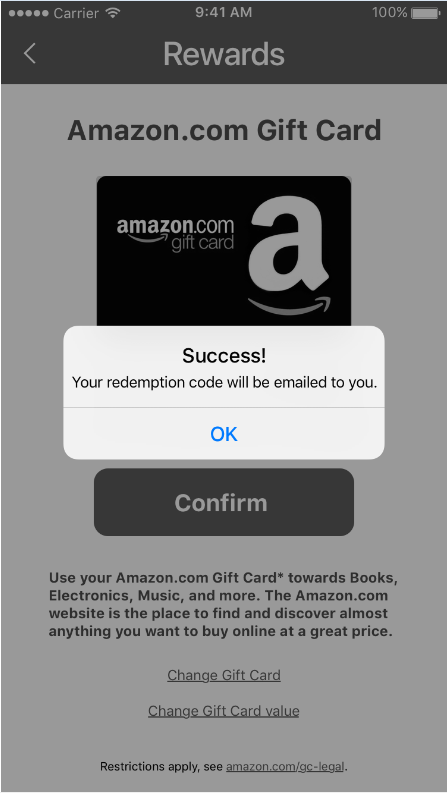 Carrier 9:41 AM 100%
Rewards
Amazon.com Gift Card
amazon.com
gift card
a
Success!
Your redemption code will be emailed to you.
OK
Confirm
Use your Amazon.com Gift Card* towards Books,
Electronics, Music, and more. The Amazon.com
website is the place to find and discover almost
anything you want to buy online at a great price.
Change Gift Card
Change Gift Card value
Restrictions apply, see amazon.com/gc-legal.